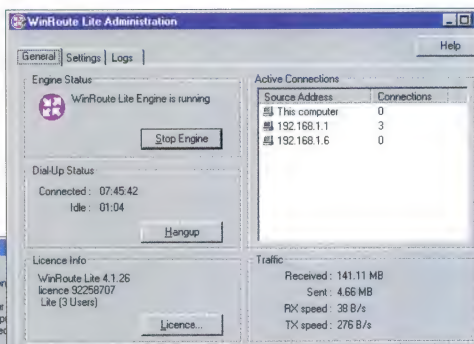 WinRoute Lite Administration
Help
General Settings Logs
Engine Status
WinRoute Lite Engine is running
Stop Engine
Dial-Up Status
Connected : 07:45:42
Idle : 01:04
Hangup
Licence Info
WinRoute Lite 4.1.26
licence 92258707
Lite (3 Users)
Licence...
Active Connections
Source Address Connections
This computer 0
192.168.1.1 3
192.168.1.6 0
Traffic
Received : 141.11 MB
Sent : 4.66 MB
RX speed : 38 B/s
TX speed : 276 B/s